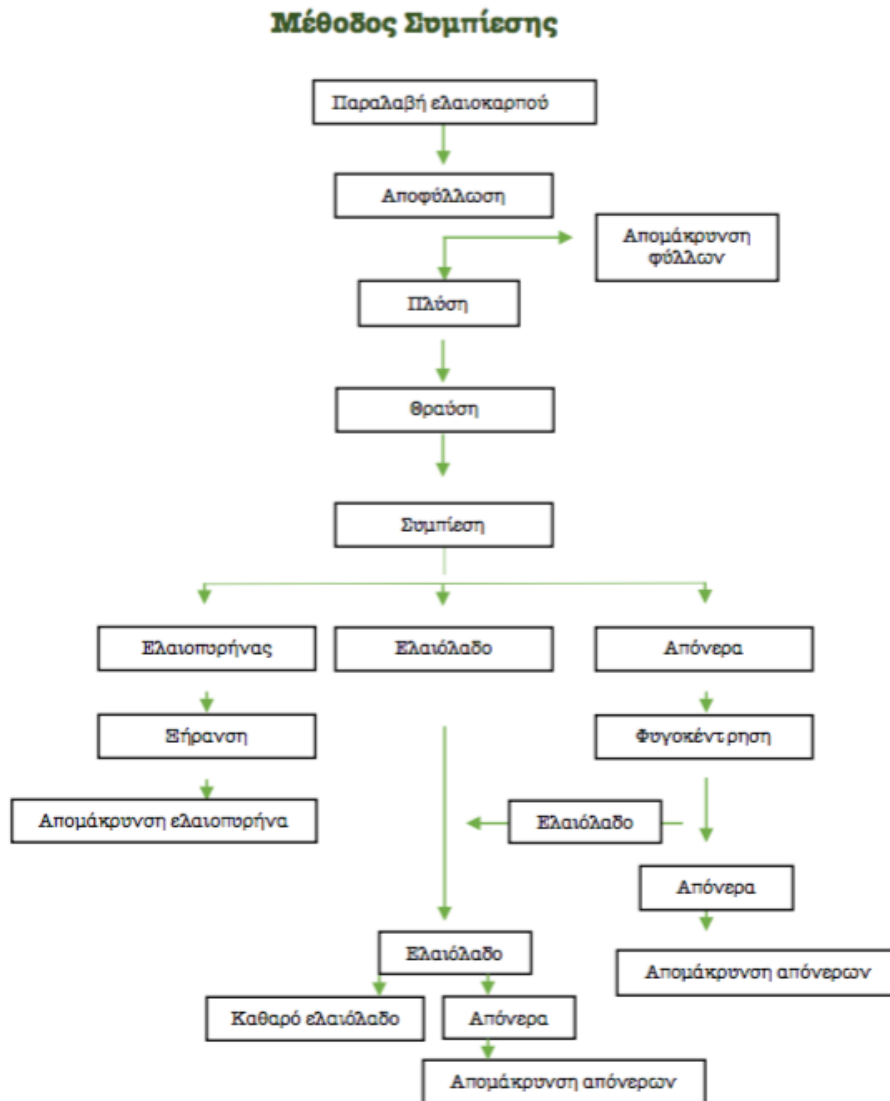 Μέθοδος Συμπίεσης
Παραλαβή ελαιοκαρπού
Αποφύλλωση
Απομάκρυνση
φύλλων
Πλύση
Θραύση
Συμπίεση
Ελαιοπυρήνας
Ελαιόλαδο
Απόνερα
Ξήρανση
Φυγοκέντρηση
Απομάκρυνση ελαιοπυρήνα
Ελαιόλαδο
Απόνερα
Ελαιόλαδο
Απομάκρυνση απόνερων
Καθαρό ελαιόλαδο
Απόνερα
Απομάκρυνση απόνερων